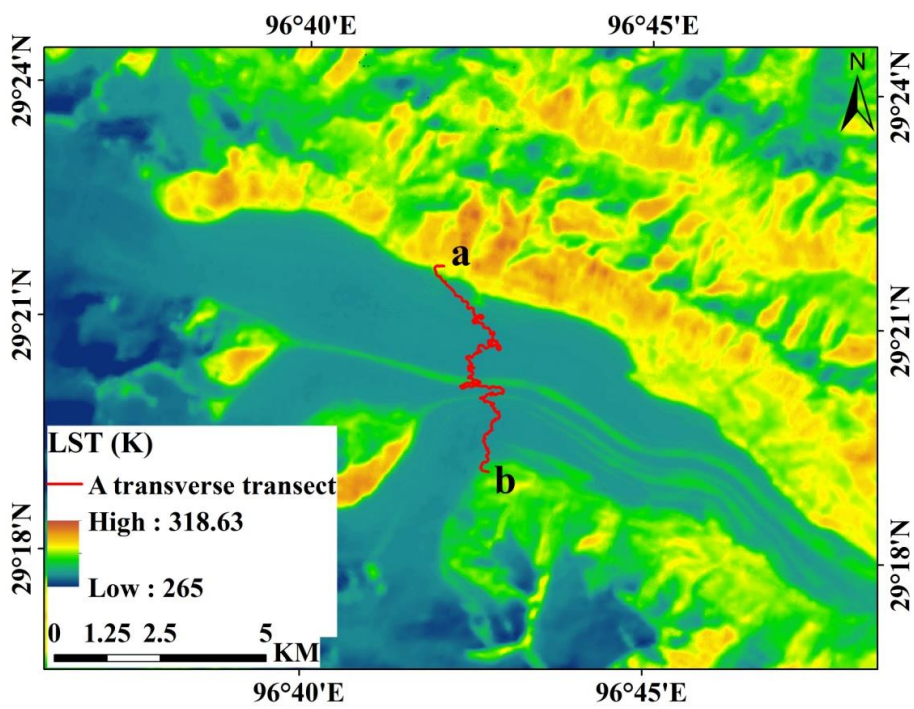 96°40'E 96°45'E
29°24'N
N
29°24'N
a
29°21'N
29°21'N
LST (K)
A transverse transect
b
High : 318.63
29°18'N
29°18'N
Low : 265
0 1.25 2.5 5
KM
96°40'E 96°45'E